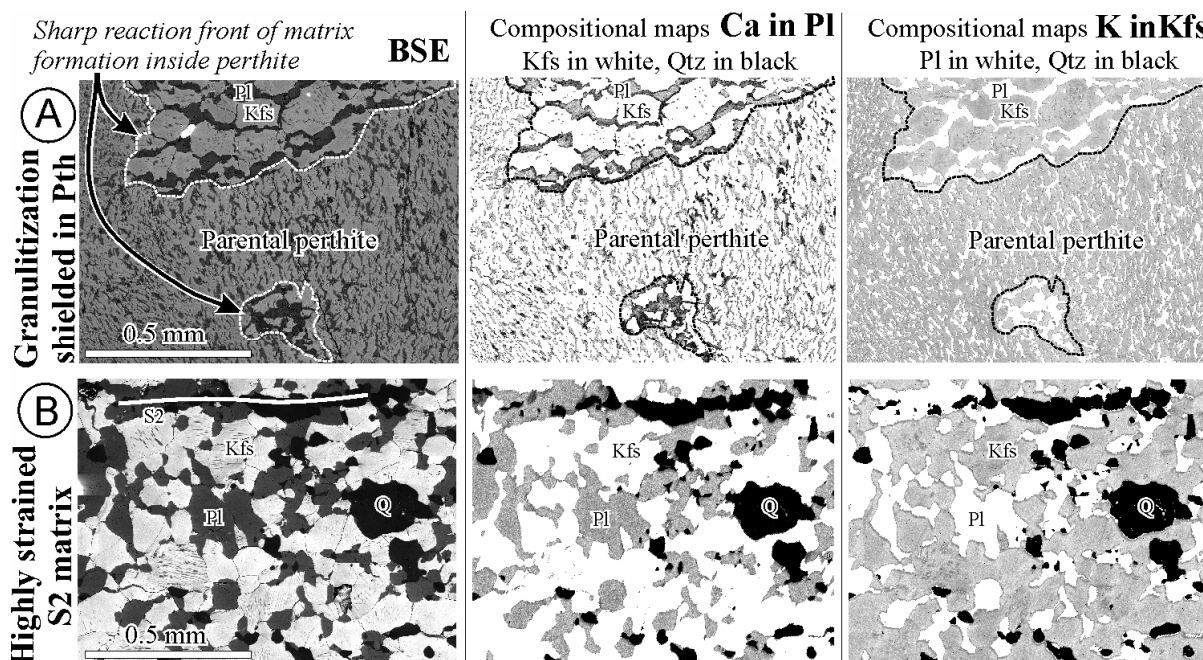 Sharp reaction front of matrix
formation inside perthite
BSE
Compositional maps Ca in Pl
Kfs in white, Qtz in black
Compositional maps K inKfs
Pl in white, Qtz in black
A
Granulitization
shielded in Pth
Pl
Kfs
Parental perthite
0.5 mm
Pl
Kfs
Parental perthite
Pl
Kfs
Parental perthite
B
Highly strained
S2 matrix
S2
Kfs
Pl
Q
0.5 mm
Kfs
Pl
Q
Kfs
Pl
Q